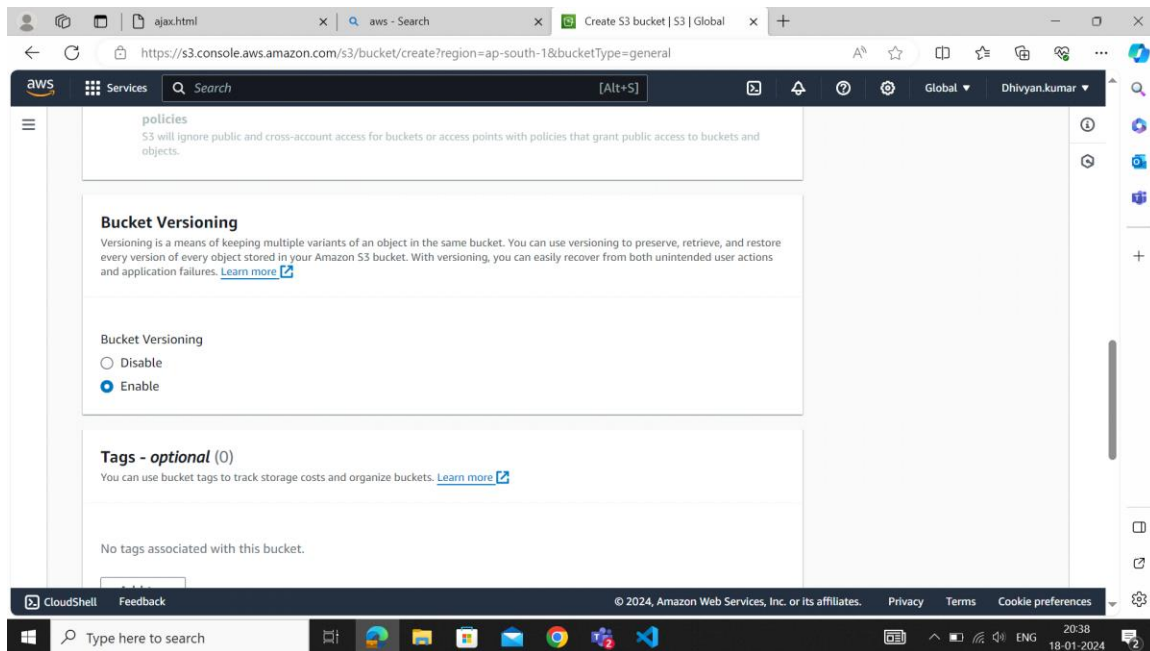 ajax.html
aws - Search
Create S3 bucket | S3 | Global
https://s3.console.aws.amazon.com/s3/bucket/create?region=ap-south-1&bucketType=general
aws
Services
Search
[Alt+S]
Global
Dhivyan.kumar
policies
S3 will ignore public and cross-account access for buckets or access points with policies that grant public access to buckets and
objects.
Bucket Versioning
Versioning is a means of keeping multiple variants of an object in the same bucket. You can use versioning to preserve, retrieve, and restore
every version of every object stored in your Amazon S3 bucket. With versioning, you can easily recover from both unintended user actions
and application failures. Learn more
Bucket Versioning
Disable
Enable
Tags - optional (0)
You can use bucket tags to track storage costs and organize buckets. Learn more
No tags associated with this bucket.
CloudShell
Feedback
© 2024, Amazon Web Services, Inc. or its affiliates.
Privacy
Terms
Cookie preferences
Type here to search
ENG
20:38
18-01-2024